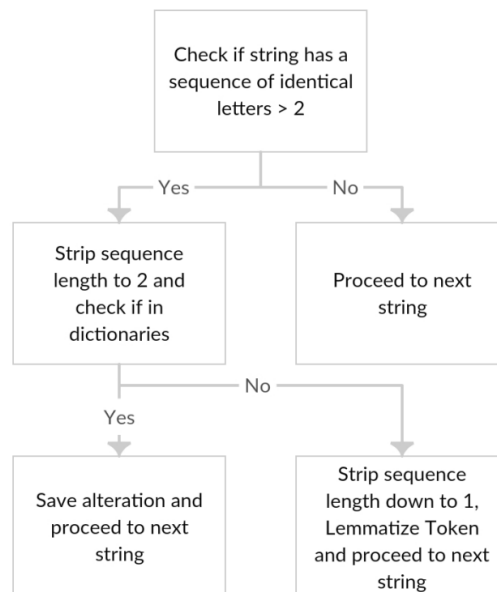 Check if string has a
sequence of identical
letters > 2
Yes
No
Strip sequence
length to 2 and
check if in
dictionaries
Proceed to next
string
No
Yes
Save alteration and
proceed to next
string
Strip sequence
length down to 1,
Lemmatize Token
and proceed to next
string